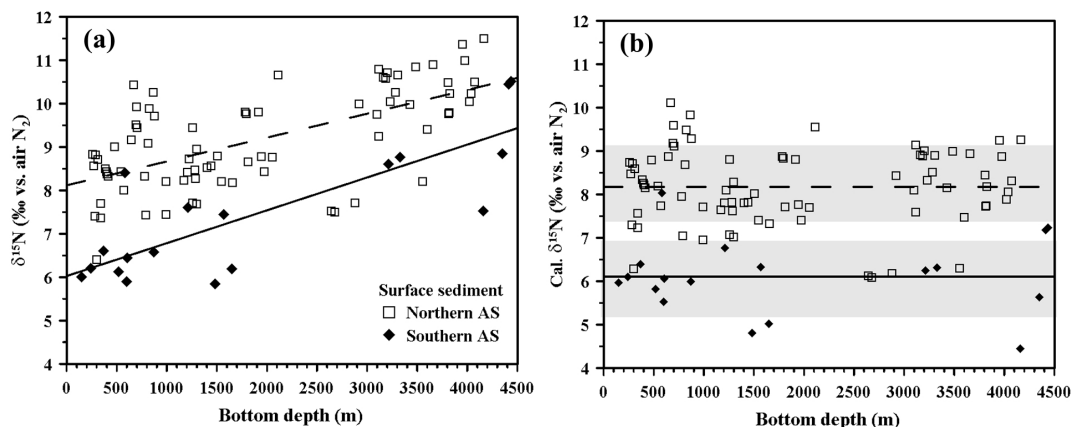 (a)
δ¹⁵N (‰ vs. air N₂)
12
11
10
9
8
7
6
5
4
Surface sediment
Northern AS
Southern AS
0 500 1000 1500 2000 2500 3000 3500 4000 4500
Bottom depth (m)
(b)
Cal. δ¹⁵N (‰ vs. air N₂)
12
11
10
9
8
7
6
5
4
0 500 1000 1500 2000 2500 3000 3500 4000 4500
Bottom depth (m)